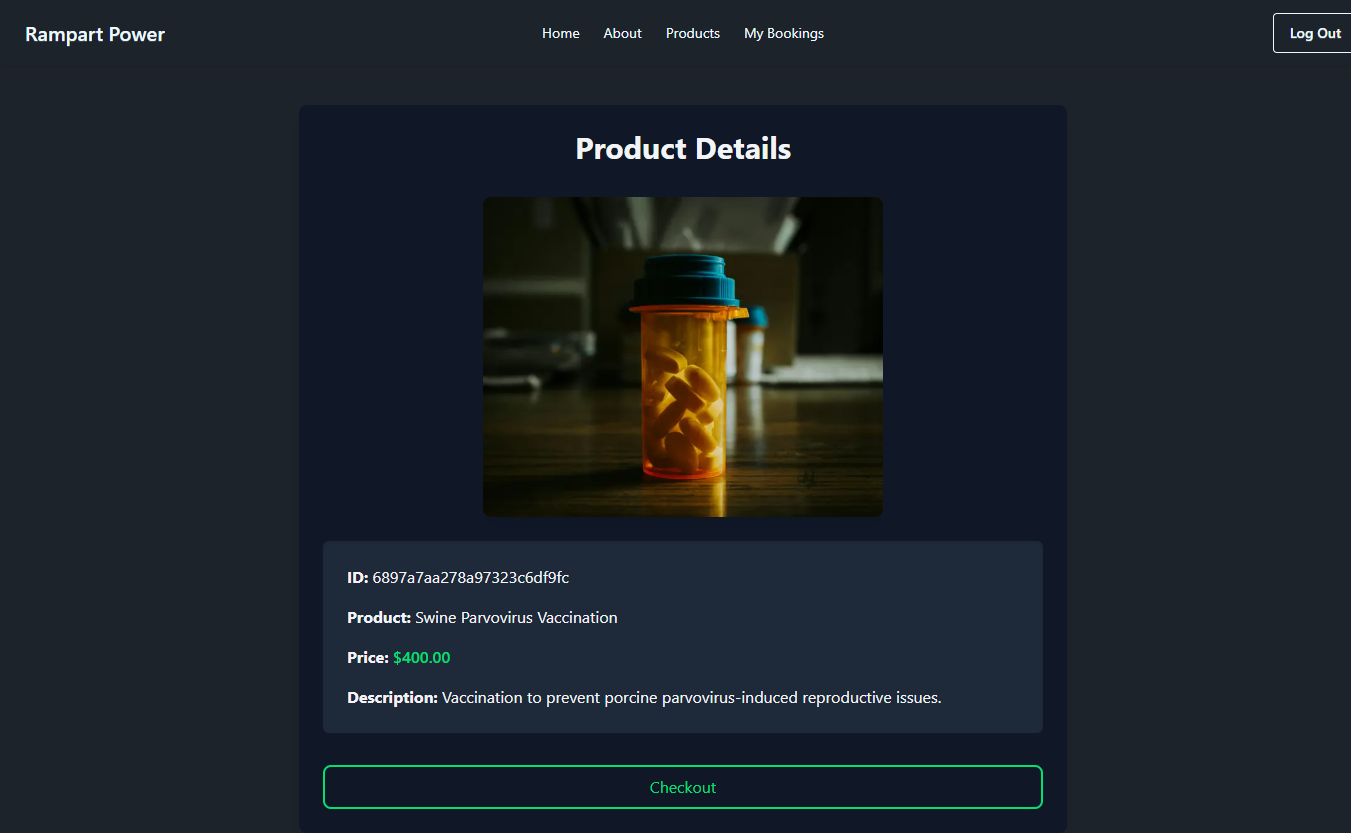 Rampart Power
Home About Products My Bookings
Log Out
Product Details
ID: 6897a7aa278a97323c6df9fc
Product: Swine Parvovirus Vaccination
Price: $400.00
Description: Vaccination to prevent porcine parvovirus-induced reproductive issues.
Checkout